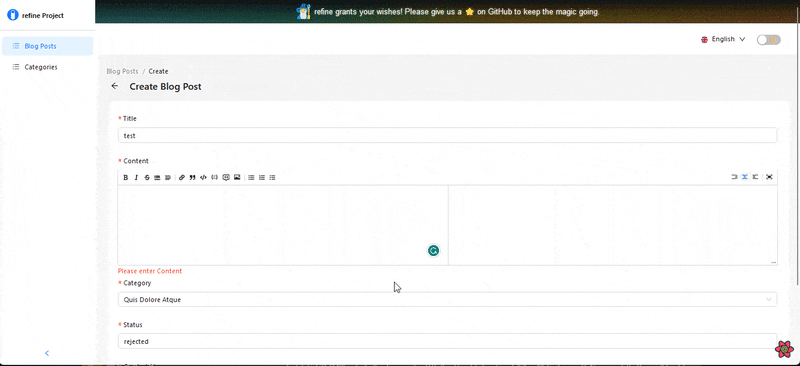 refine Project
refine grants your wishes! Please give us a ⭐ on GitHub to keep the magic going.
English
Blog Posts
Categories
Blog Posts / Create
Create Blog Post
* Title
test
* Content
Please enter Content
* Category
Quis Dolore Atque
* Status
rejected